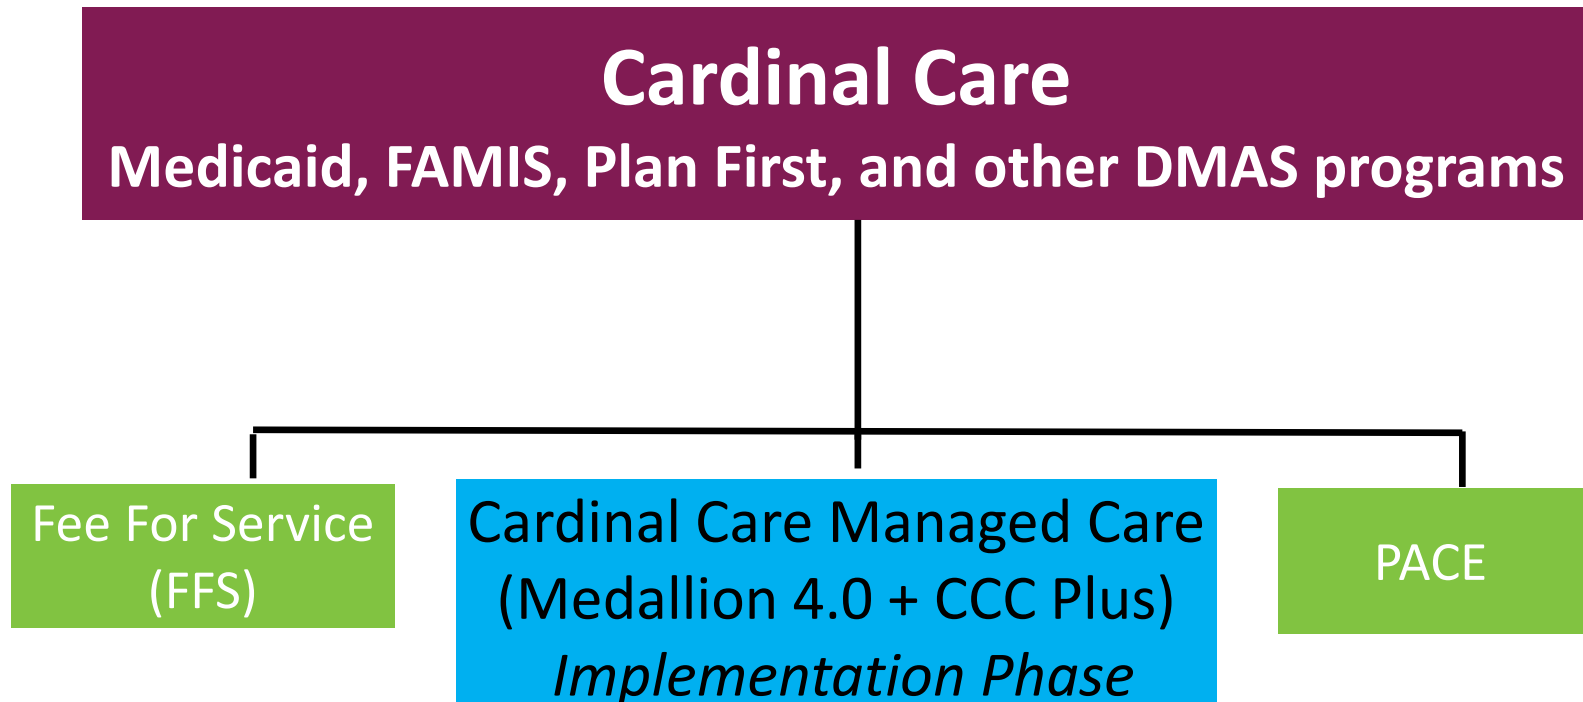 Cardinal Care
Medicaid, FAMIS, Plan First, and other DMAS programs
Fee For Service
(FFS)
Cardinal Care Managed Care
(Medallion 4.0 + CCC Plus)
Implementation Phase
PACE